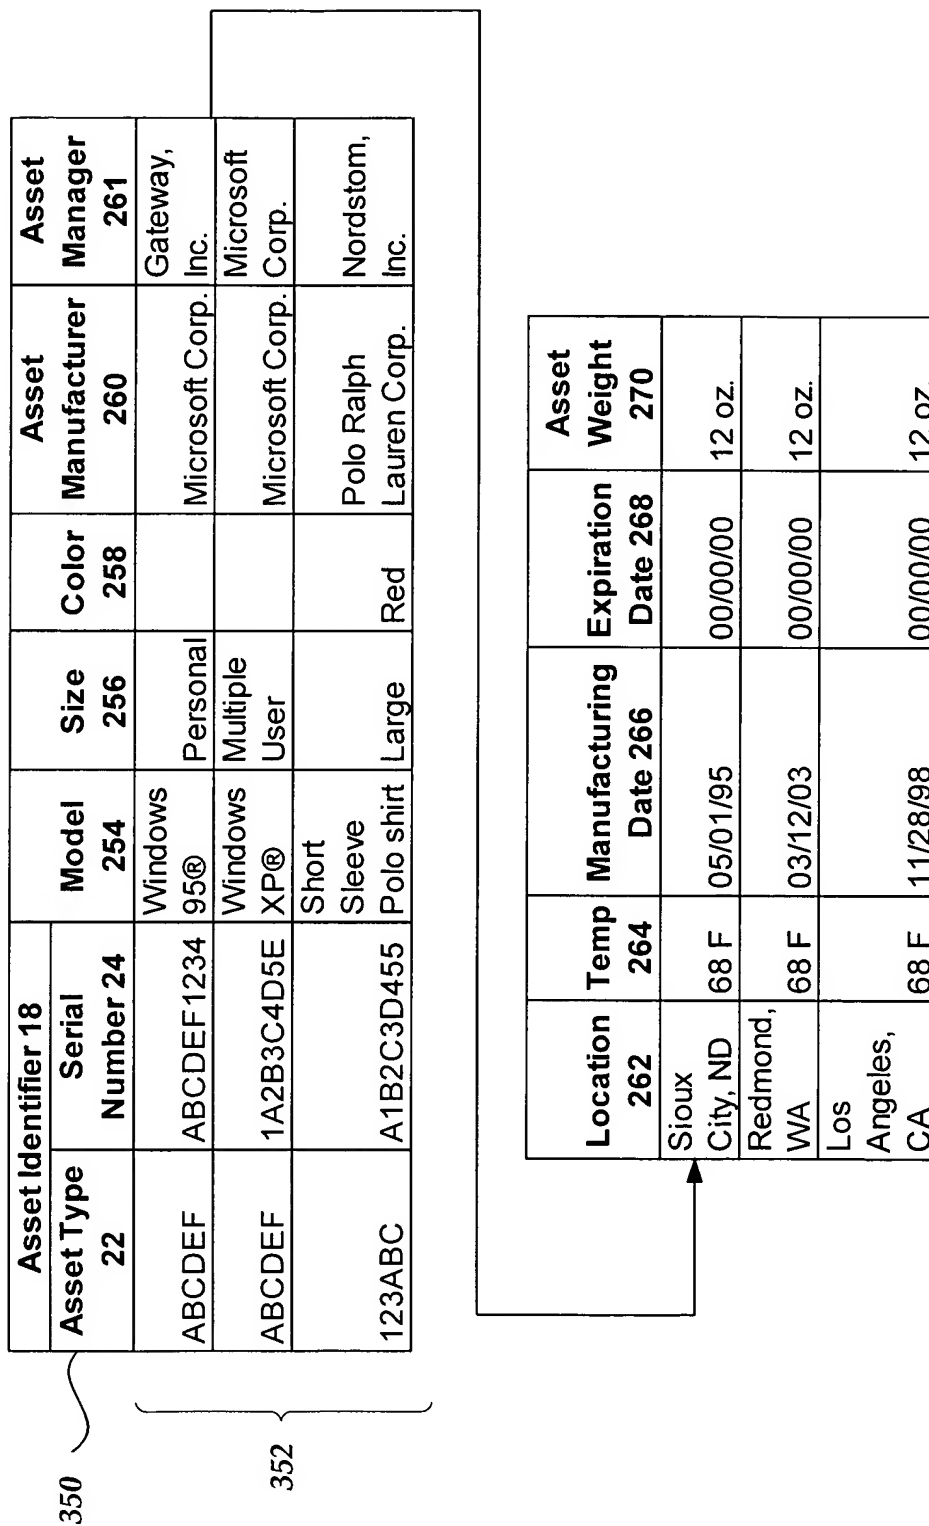 350
352
Asset Identifier 18
Asset Type 22 | Serial Number 24 | Model 254 | Size 256 | Color 258 | Asset Manufacturer 260 | Asset Manager 261
ABCDEF | ABCDEF1234 | Windows 95® | Personal | | Microsoft Corp. | Gateway, Inc.
ABCDEF | 1A2B3C4D5E | Windows XP® | Multiple User | | Microsoft Corp. | Microsoft Corp.
123ABC | A1B2C3D455 | Short Sleeve Polo shirt | Large | Red | Polo Ralph Lauren Corp. | Nordstom, Inc.
Location 262 | Temp 264 | Manufacturing Date 266 | Expiration Date 268 | Asset Weight 270
Sioux City, ND | 68 F | 05/01/95 | 00/00/00 | 12 oz.
Redmond, WA | 68 F | 03/12/03 | 00/00/00 | 12 oz.
Los Angeles, CA | 68 F | 11/28/98 | 00/00/00 | 12 oz.